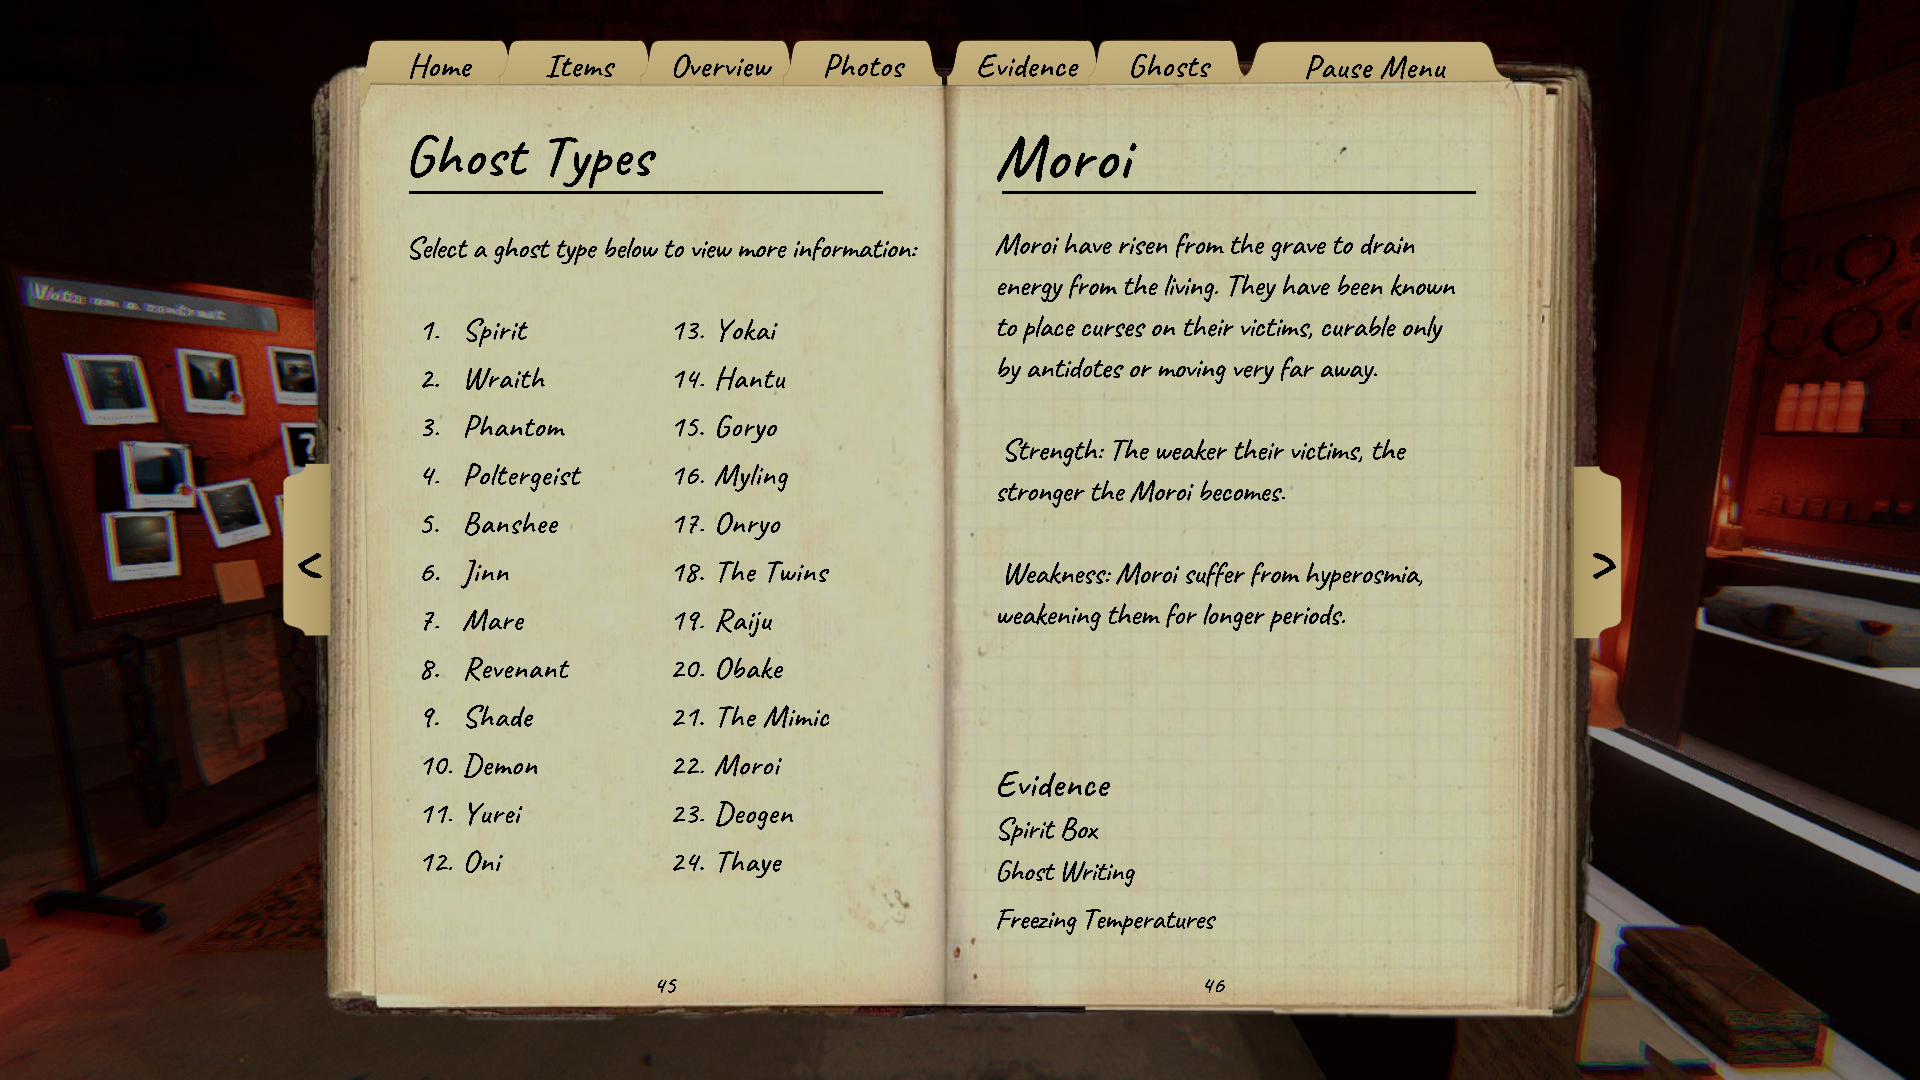 Home Items Overview Photos Evidence Ghosts Pause Menu
Ghost Types
Select a ghost type below to view more information:
1. Spirit
2. Wraith
3. Phantom
4. Poltergeist
5. Banshee
6. Jinn
7. Mare
8. Revenant
9. Shade
10. Demon
11. Yurei
12. Oni
13. Yokai
14. Hantu
15. Goryo
16. Myling
17. Onryo
18. The Twins
19. Raiju
20. Obake
21. The Mimic
22. Moroi
23. Deogen
24. Thaye
45
Moroi
Moroi have risen from the grave to drain
energy from the living. They have been known
to place curses on their victims, curable only
by antidotes or moving very far away.
Strength: The weaker their victims, the
stronger the Moroi becomes.
Weakness: Moroi suffer from hyperosmia,
weakening them for longer periods.
Evidence
Spirit Box
Ghost Writing
Freezing Temperatures
46
<
>